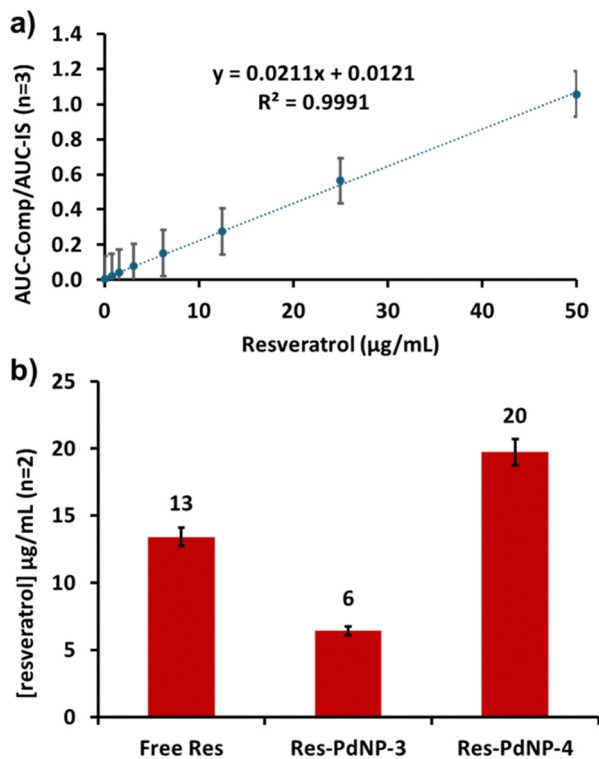 a)
AUC-Comp/AUC-IS (n=3)
1.4
1.2
1.0
0.8
0.6
0.4
0.2
0.0
y = 0.0211x + 0.0121
R² = 0.9991
0 10 20 30 40 50
Resveratrol (µg/mL)
b)
[resveratrol] µg/mL (n=2)
25
20
15
10
5
0
13
6
20
Free Res Res-PdNP-3 Res-PdNP-4